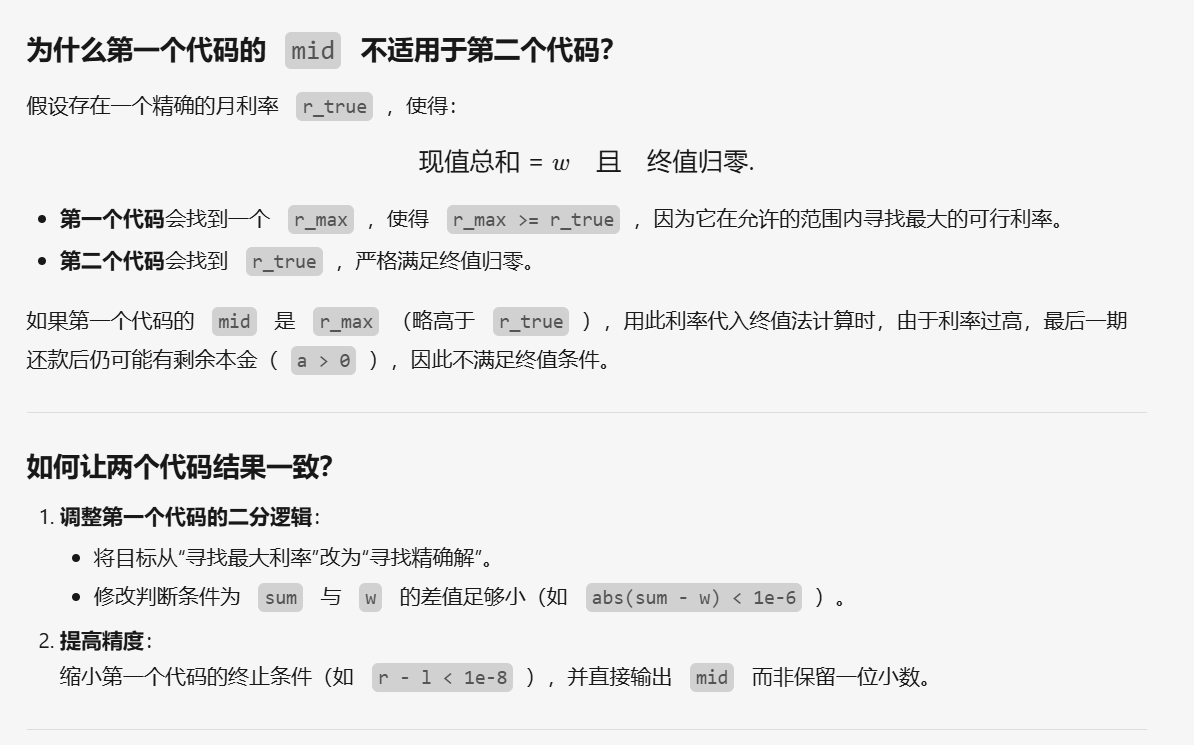 为什么第一个代码的 mid 不适用于第二个代码？
假设存在一个精确的月利率 r_true ，使得：
现值总和 = w 且 终值归零.
• 第一个代码会找到一个 r_max ，使得 r_max >= r_true ，因为它在允许的范围内寻找最大的可行利率。
• 第二个代码会找到 r_true ，严格满足终值归零。
如果第一个代码的 mid 是 r_max （略高于 r_true ），用此利率代入终值法计算时，由于利率过高，最后一期
还款后仍可能有剩余本金（ a > 0 ），因此不满足终值条件。
如何让两个代码结果一致？
1. 调整第一个代码的二分逻辑：
• 将目标从“寻找最大利率”改为“寻找精确解”。
• 修改判断条件为 sum 与 w 的差值足够小（如 abs(sum - w) < 1e-6 ）。
2. 提高精度：
缩小第一个代码的终止条件（如 r - l < 1e-8 ），并直接输出 mid 而非保留一位小数。